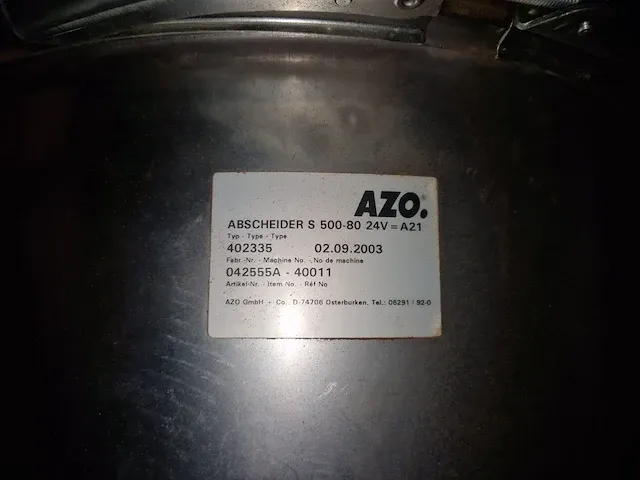 AZO.
ABSCHEIDER S 500-80 24V=A21
Typ - Type - Type
402335 02.09.2003
Fabr.-Nr. - Machine No. - No de machine
042555A - 40011
Artikel-Nr. - Item No. - Réf No
AZO GmbH + Co. D-74706 Osterburken, Tel.: 06291 / 92-0